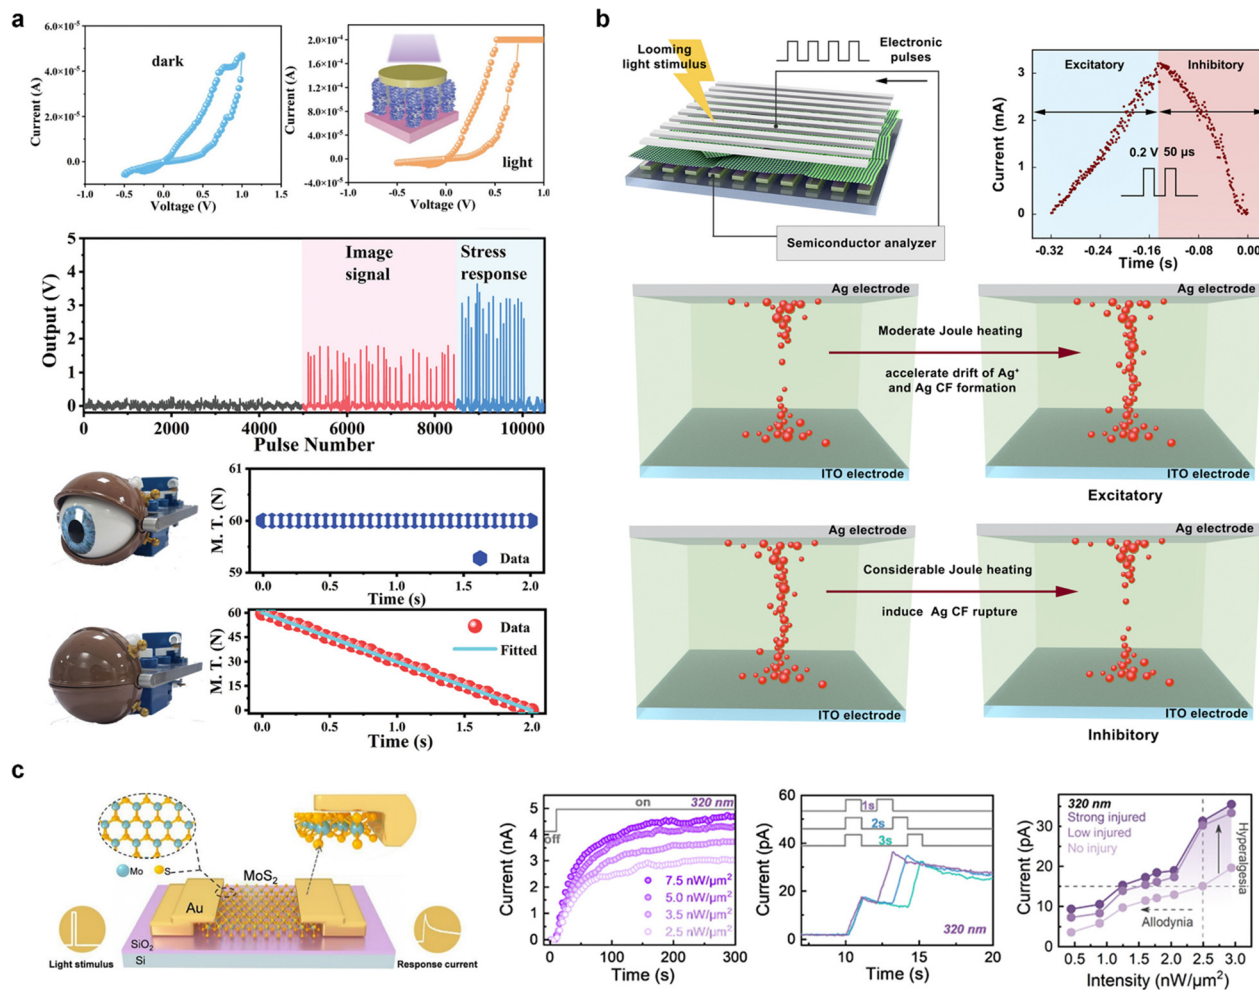 a
6.0×10⁻⁵
4.0×10⁻⁵
2.0×10⁻⁵
0.0
Current (A)
dark
-1.0 -0.5 0.0 0.5 1.0 1.5
Voltage (V)
2.0×10⁻⁴
1.6×10⁻⁴
1.2×10⁻⁴
8.0×10⁻⁵
4.0×10⁻⁵
0.0
-4.0×10⁻⁵
Current (A)
light
-1.0 -0.5 0.0 0.5 1.0
Voltage (V)
5
4
3
2
1
0
Output (V)
Image
signal
Stress
response
0 2000 4000 6000 8000 10000
Pulse Number
61
60
59
M. T. (N)
Data
0.0 0.5 1.0 1.5 2.0
Time (s)
60
45
30
15
0
M. T. (N)
Data
Fitted
0.0 0.5 1.0 1.5 2.0
Time (s)
b
Looming
light stimulus
Electronic
pulses
Semiconductor analyzer
3
2
1
0
Current (mA)
Excitatory
Inhibitory
0.2 V 50 µs
-0.32 -0.24 -0.16 -0.08 0.00
Time (s)
Ag electrode
ITO electrode
Moderate Joule heating
accelerate drift of Ag⁺
and Ag CF formation
Ag electrode
ITO electrode
Excitatory
Ag electrode
ITO electrode
Considerable Joule heating
induce Ag CF rupture
Ag electrode
ITO electrode
Inhibitory
c
Mo
S
MoS₂
Au
SiO₂
Si
Light stimulus
Response current
5
4
3
2
1
0
Current (nA)
on
off
320 nm
7.5 nW/µm²
5.0 nW/µm²
3.5 nW/µm²
2.5 nW/µm²
0 100 200 300
Time (s)
60
40
20
0
Current (pA)
1s
2s
3s
320 nm
10 15 20
Time (s)
30
20
10
0
Current (pA)
320 nm
Strong injured
Low injured
No injury
Hyperalgesia
Allodynia
0.5 1.0 1.5 2.0 2.5 3.0
Intensity (nW/µm²)